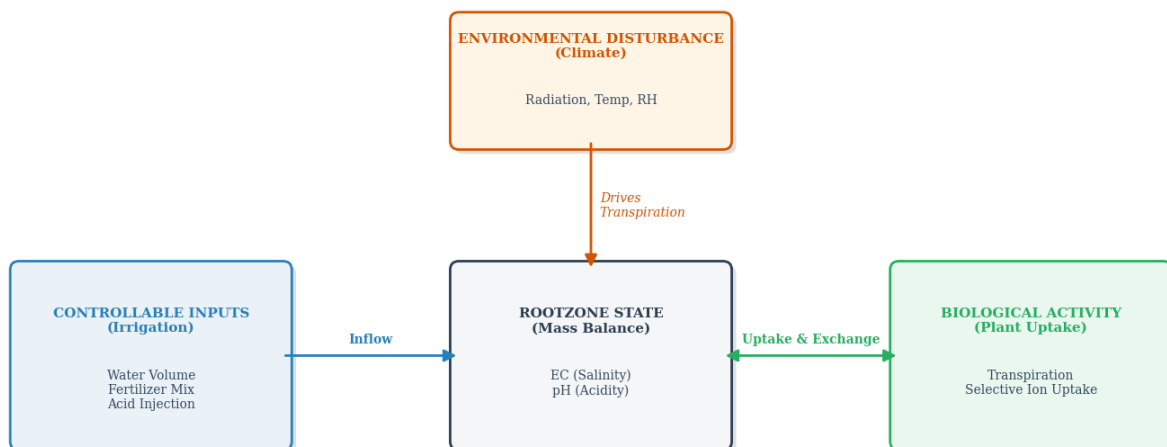 ENVIRONMENTAL DISTURBANCE
(Climate)
Radiation, Temp, RH
Drives
Transpiration
CONTROLLABLE INPUTS
(Irrigation)
Water Volume
Fertilizer Mix
Acid Injection
Inflow
ROOTZONE STATE
(Mass Balance)
EC (Salinity)
pH (Acidity)
Uptake & Exchange
BIOLOGICAL ACTIVITY
(Plant Uptake)
Transpiration
Selective Ion Uptake